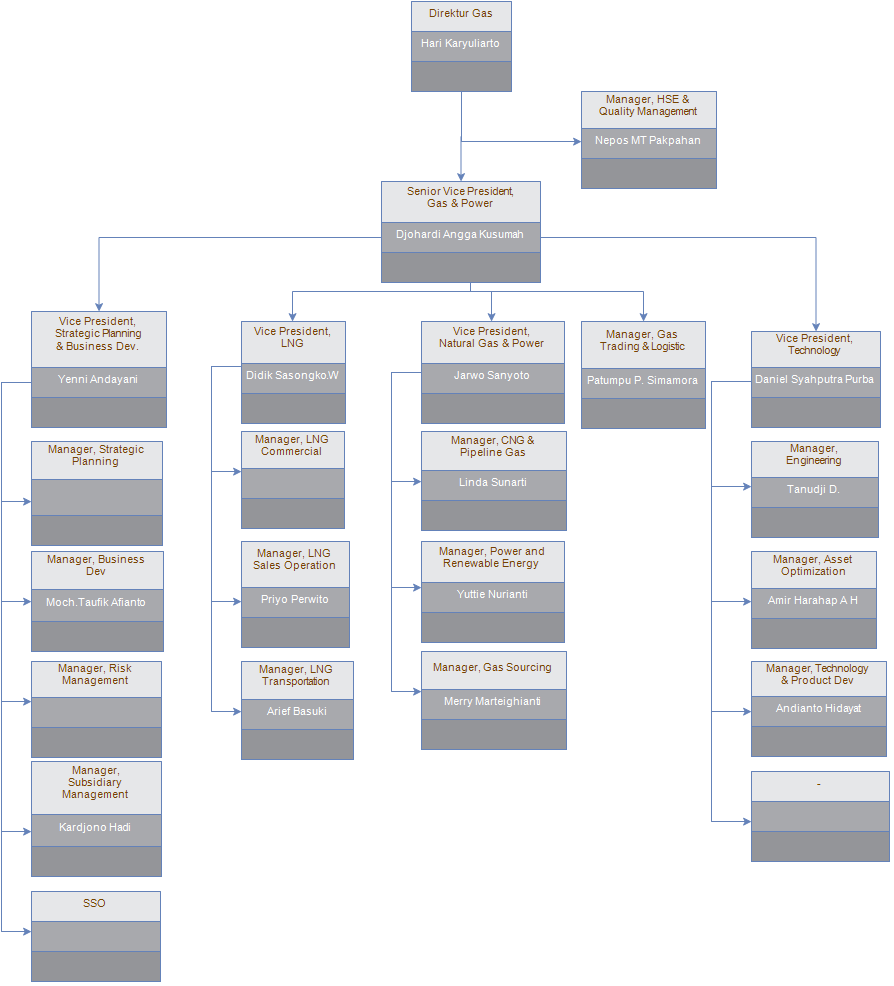 Direktur Gas
Hari Karyuliarto
Manager, HSE &
Quality Management
Nepos MT Pakpahan
Senior Vice President,
Gas & Power
Djohardi Angga Kusumah
Vice President,
Strategic Planning
& Business Dev.
Yenni Andayani
Manager, Strategic
Planning
Manager, Business
Dev
Moch.Taufik Afianto
Manager, Risk
Management
Manager,
Subsidiary
Management
Kardjono Hadi
SSO
Vice President,
LNG
Didik Sasongko.W
Manager, LNG
Commercial
Manager, LNG
Sales Operation
Priyo Perwito
Manager, LNG
Transportation
Arief Basuki
Vice President,
Natural Gas & Power
Jarwo Sanyoto
Manager, CNG &
Pipeline Gas
Linda Sunarti
Manager, Power and
Renewable Energy
Yuttie Nurianti
Manager, Gas Sourcing
Merry Marteighianti
Manager, Gas
Trading & Logistic
Patumpu P. Simamora
Vice President,
Technology
Daniel Syahputra Purba
Manager,
Engineering
Tanudji D.
Manager, Asset
Optimization
Amir Harahap A H
Manager, Technology
& Product Dev
Andianto Hidayat
-